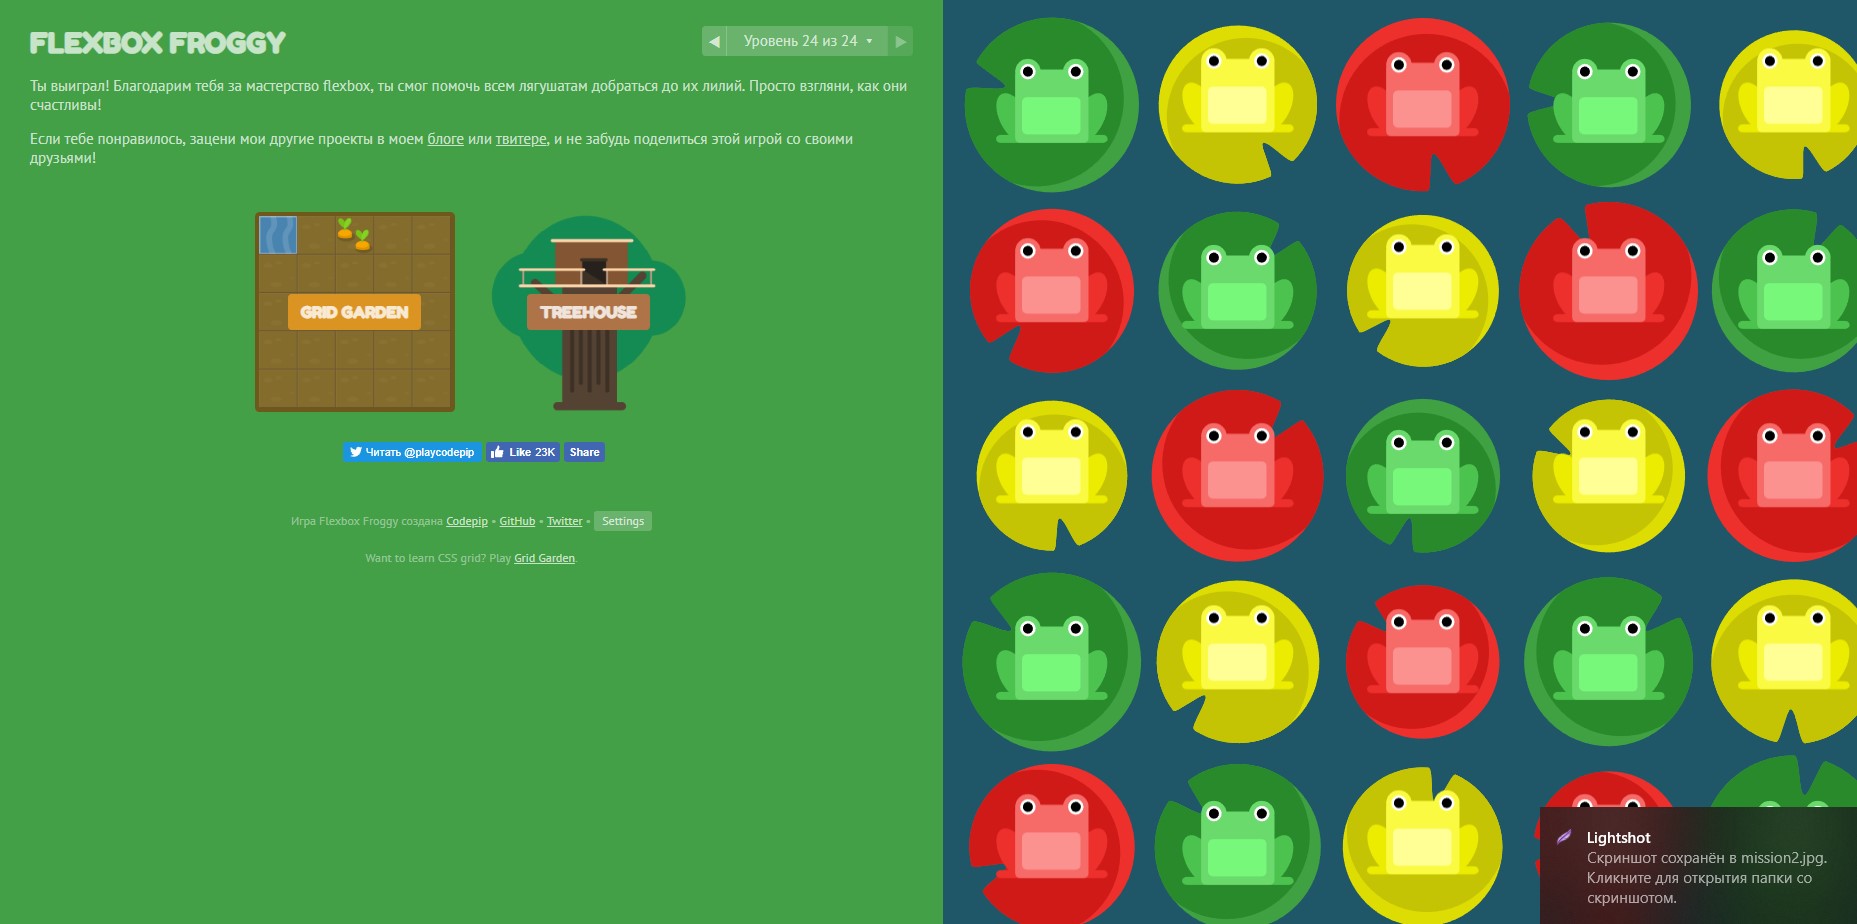 FLEXBOX FROGGY
◀ Уровень 24 из 24 ▾ ▶
Ты выиграл! Благодарим тебя за мастерство flexbox, ты смог помочь всем лягушатам добраться до их лилий. Просто взгляни, как они
счастливы!
Если тебе понравилось, зацени мои другие проекты в моем блоге или твитере, и не забудь поделиться этой игрой со своими
друзьями!
GRID GARDEN
TREEHOUSE
Читать @playcodepip
Like 23K
Share
Игра Flexbox Froggy создана Codepip • GitHub • Twitter • Settings
Want to learn CSS grid? Play Grid Garden.
Lightshot
Скриншот сохранён в mission2.jpg.
Кликните для открытия папки со
скриншотом.